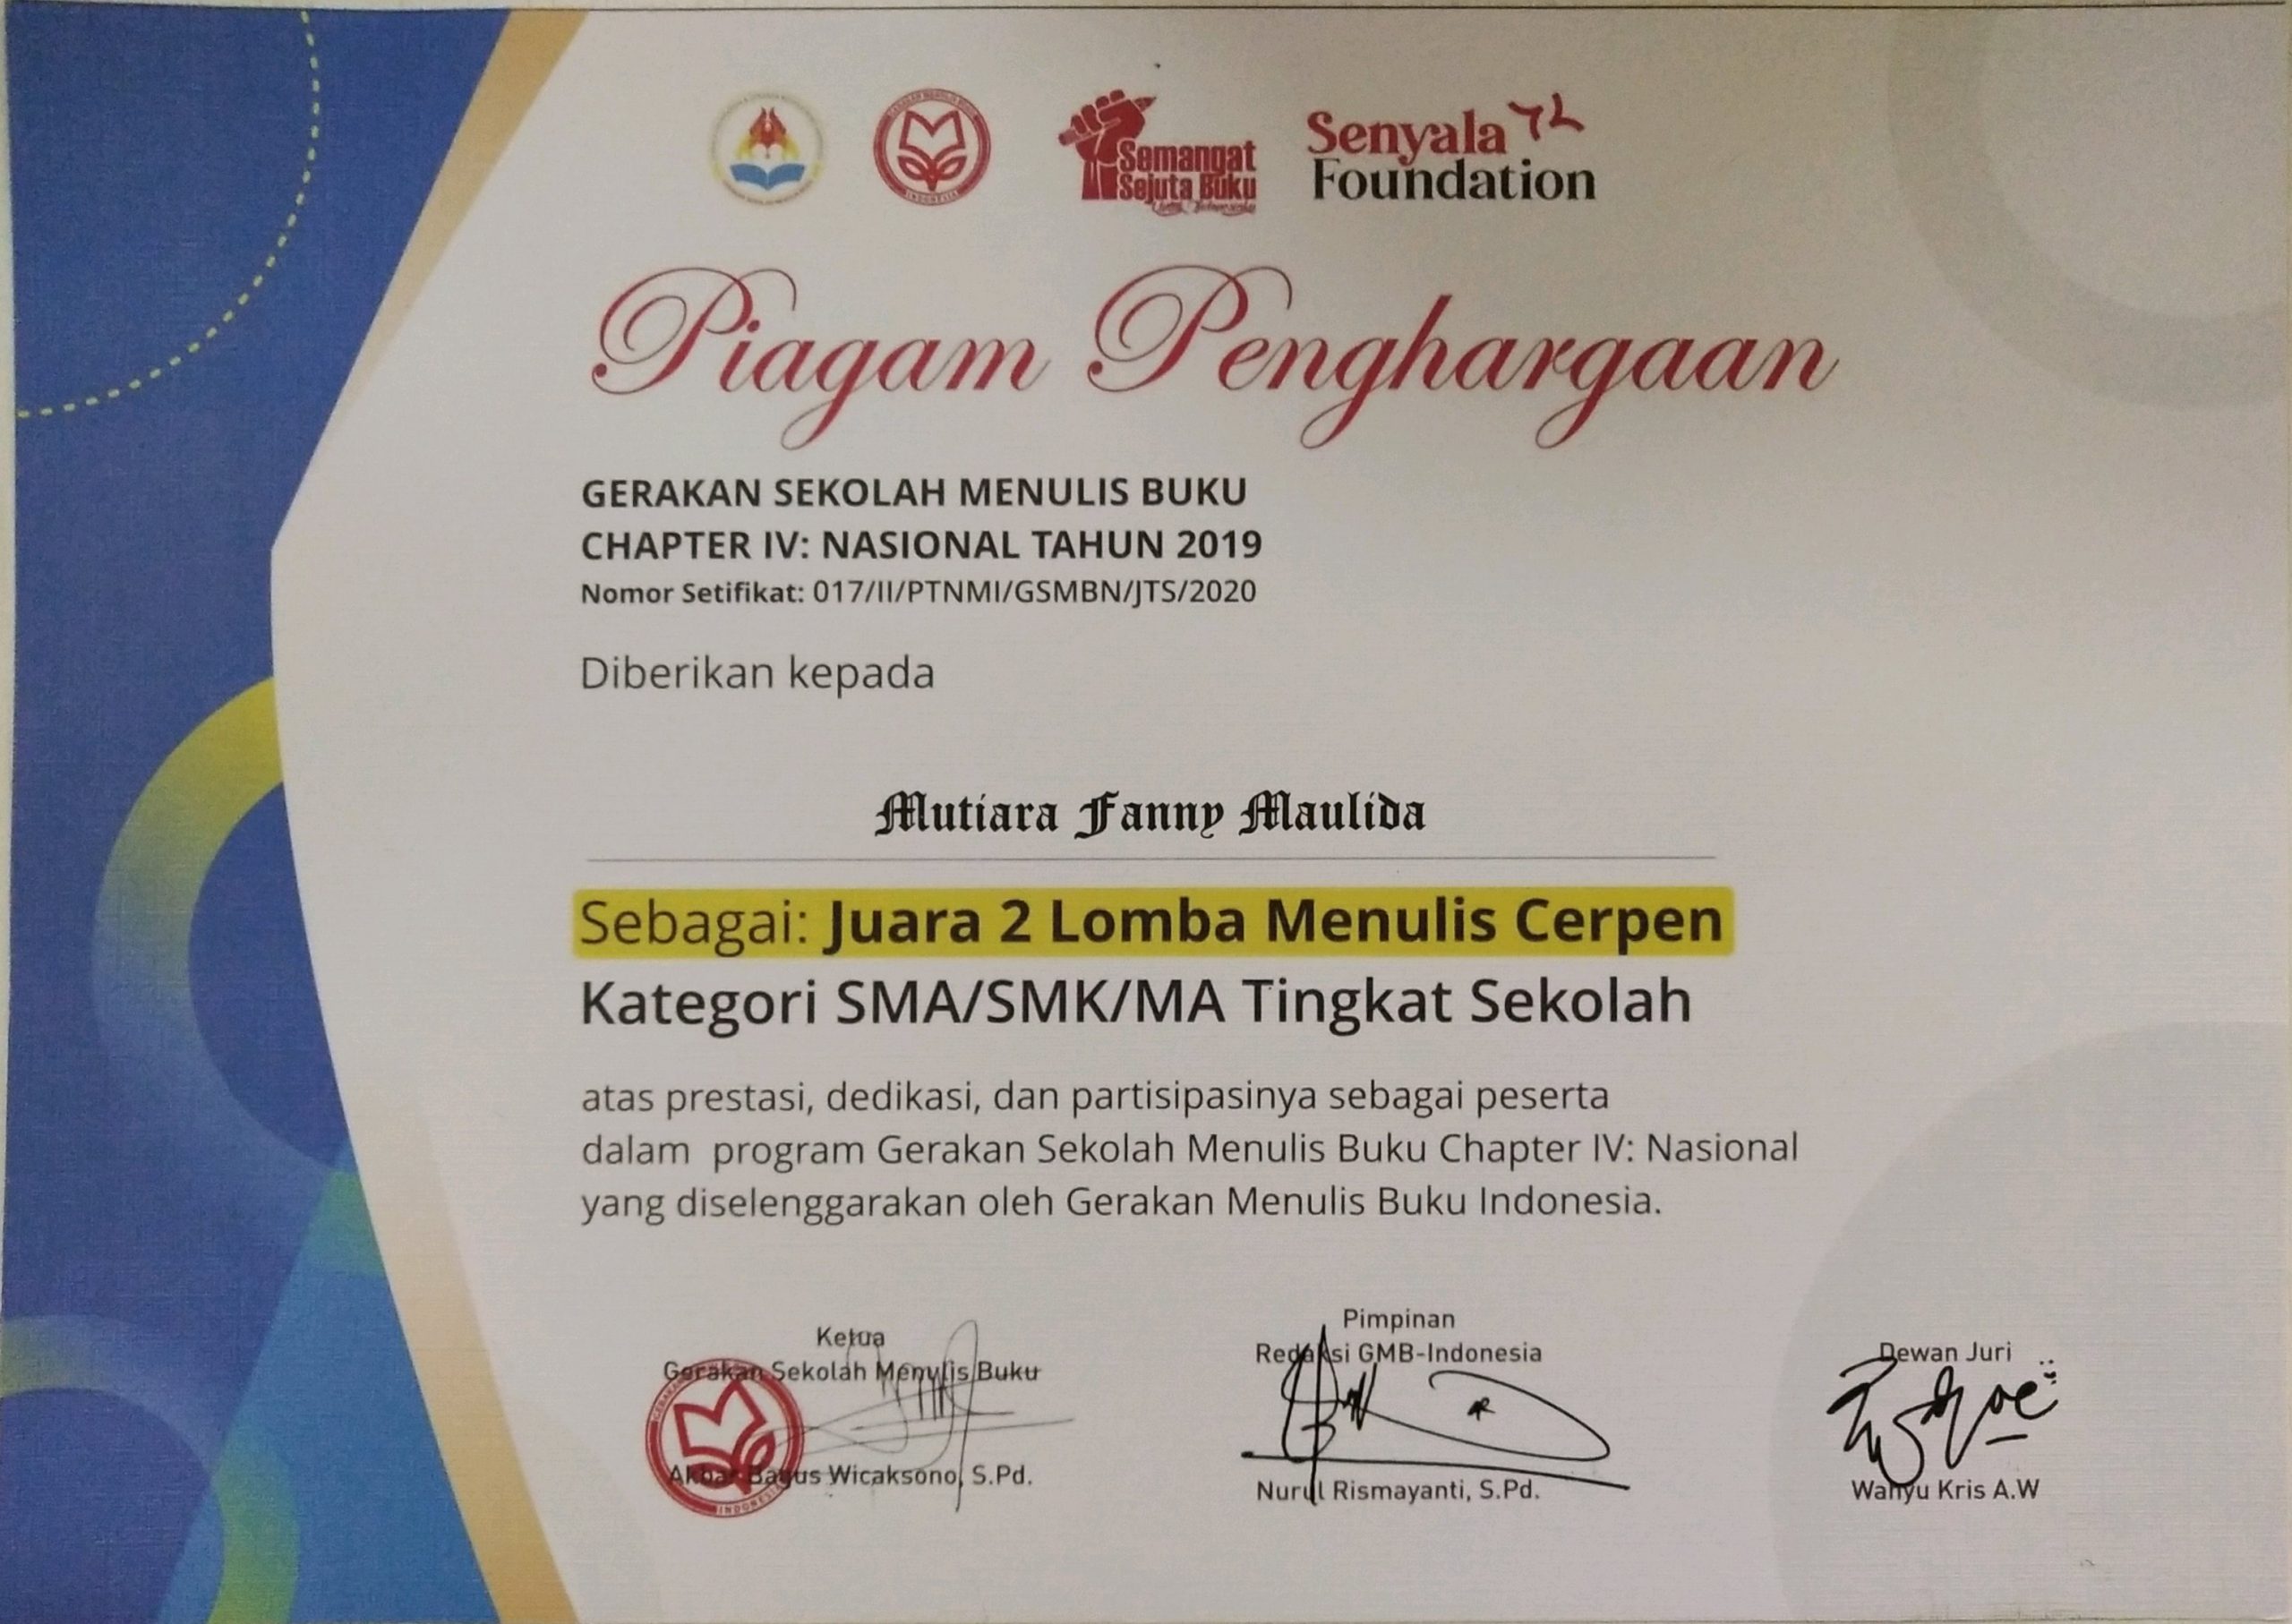 Semangat
Sejuta Buku
Senyala
Foundation
Piagam Penghargaan
GERAKAN SEKOLAH MENULIS BUKU
CHAPTER IV: NASIONAL TAHUN 2019
Nomor Setifikat: 017/II/PTNMI/GSMBN/JTS/2020
Diberikan kepada
Mutiara Fanny Maulida
Sebagai: Juara 2 Lomba Menulis Cerpen
Kategori SMA/SMK/MA Tingkat Sekolah
atas prestasi, dedikasi, dan partisipasinya sebagai peserta
dalam program Gerakan Sekolah Menulis Buku Chapter IV: Nasional
yang diselenggarakan oleh Gerakan Menulis Buku Indonesia.
Ketua
Gerakan Sekolah Menulis Buku
INDONESIA
Akbar Bagus Wicaksono, S.Pd.
Pimpinan
Redaksi GMB-Indonesia
Nurul Rismayanti, S.Pd.
Dewan Juri
Wahyu Kris A.W